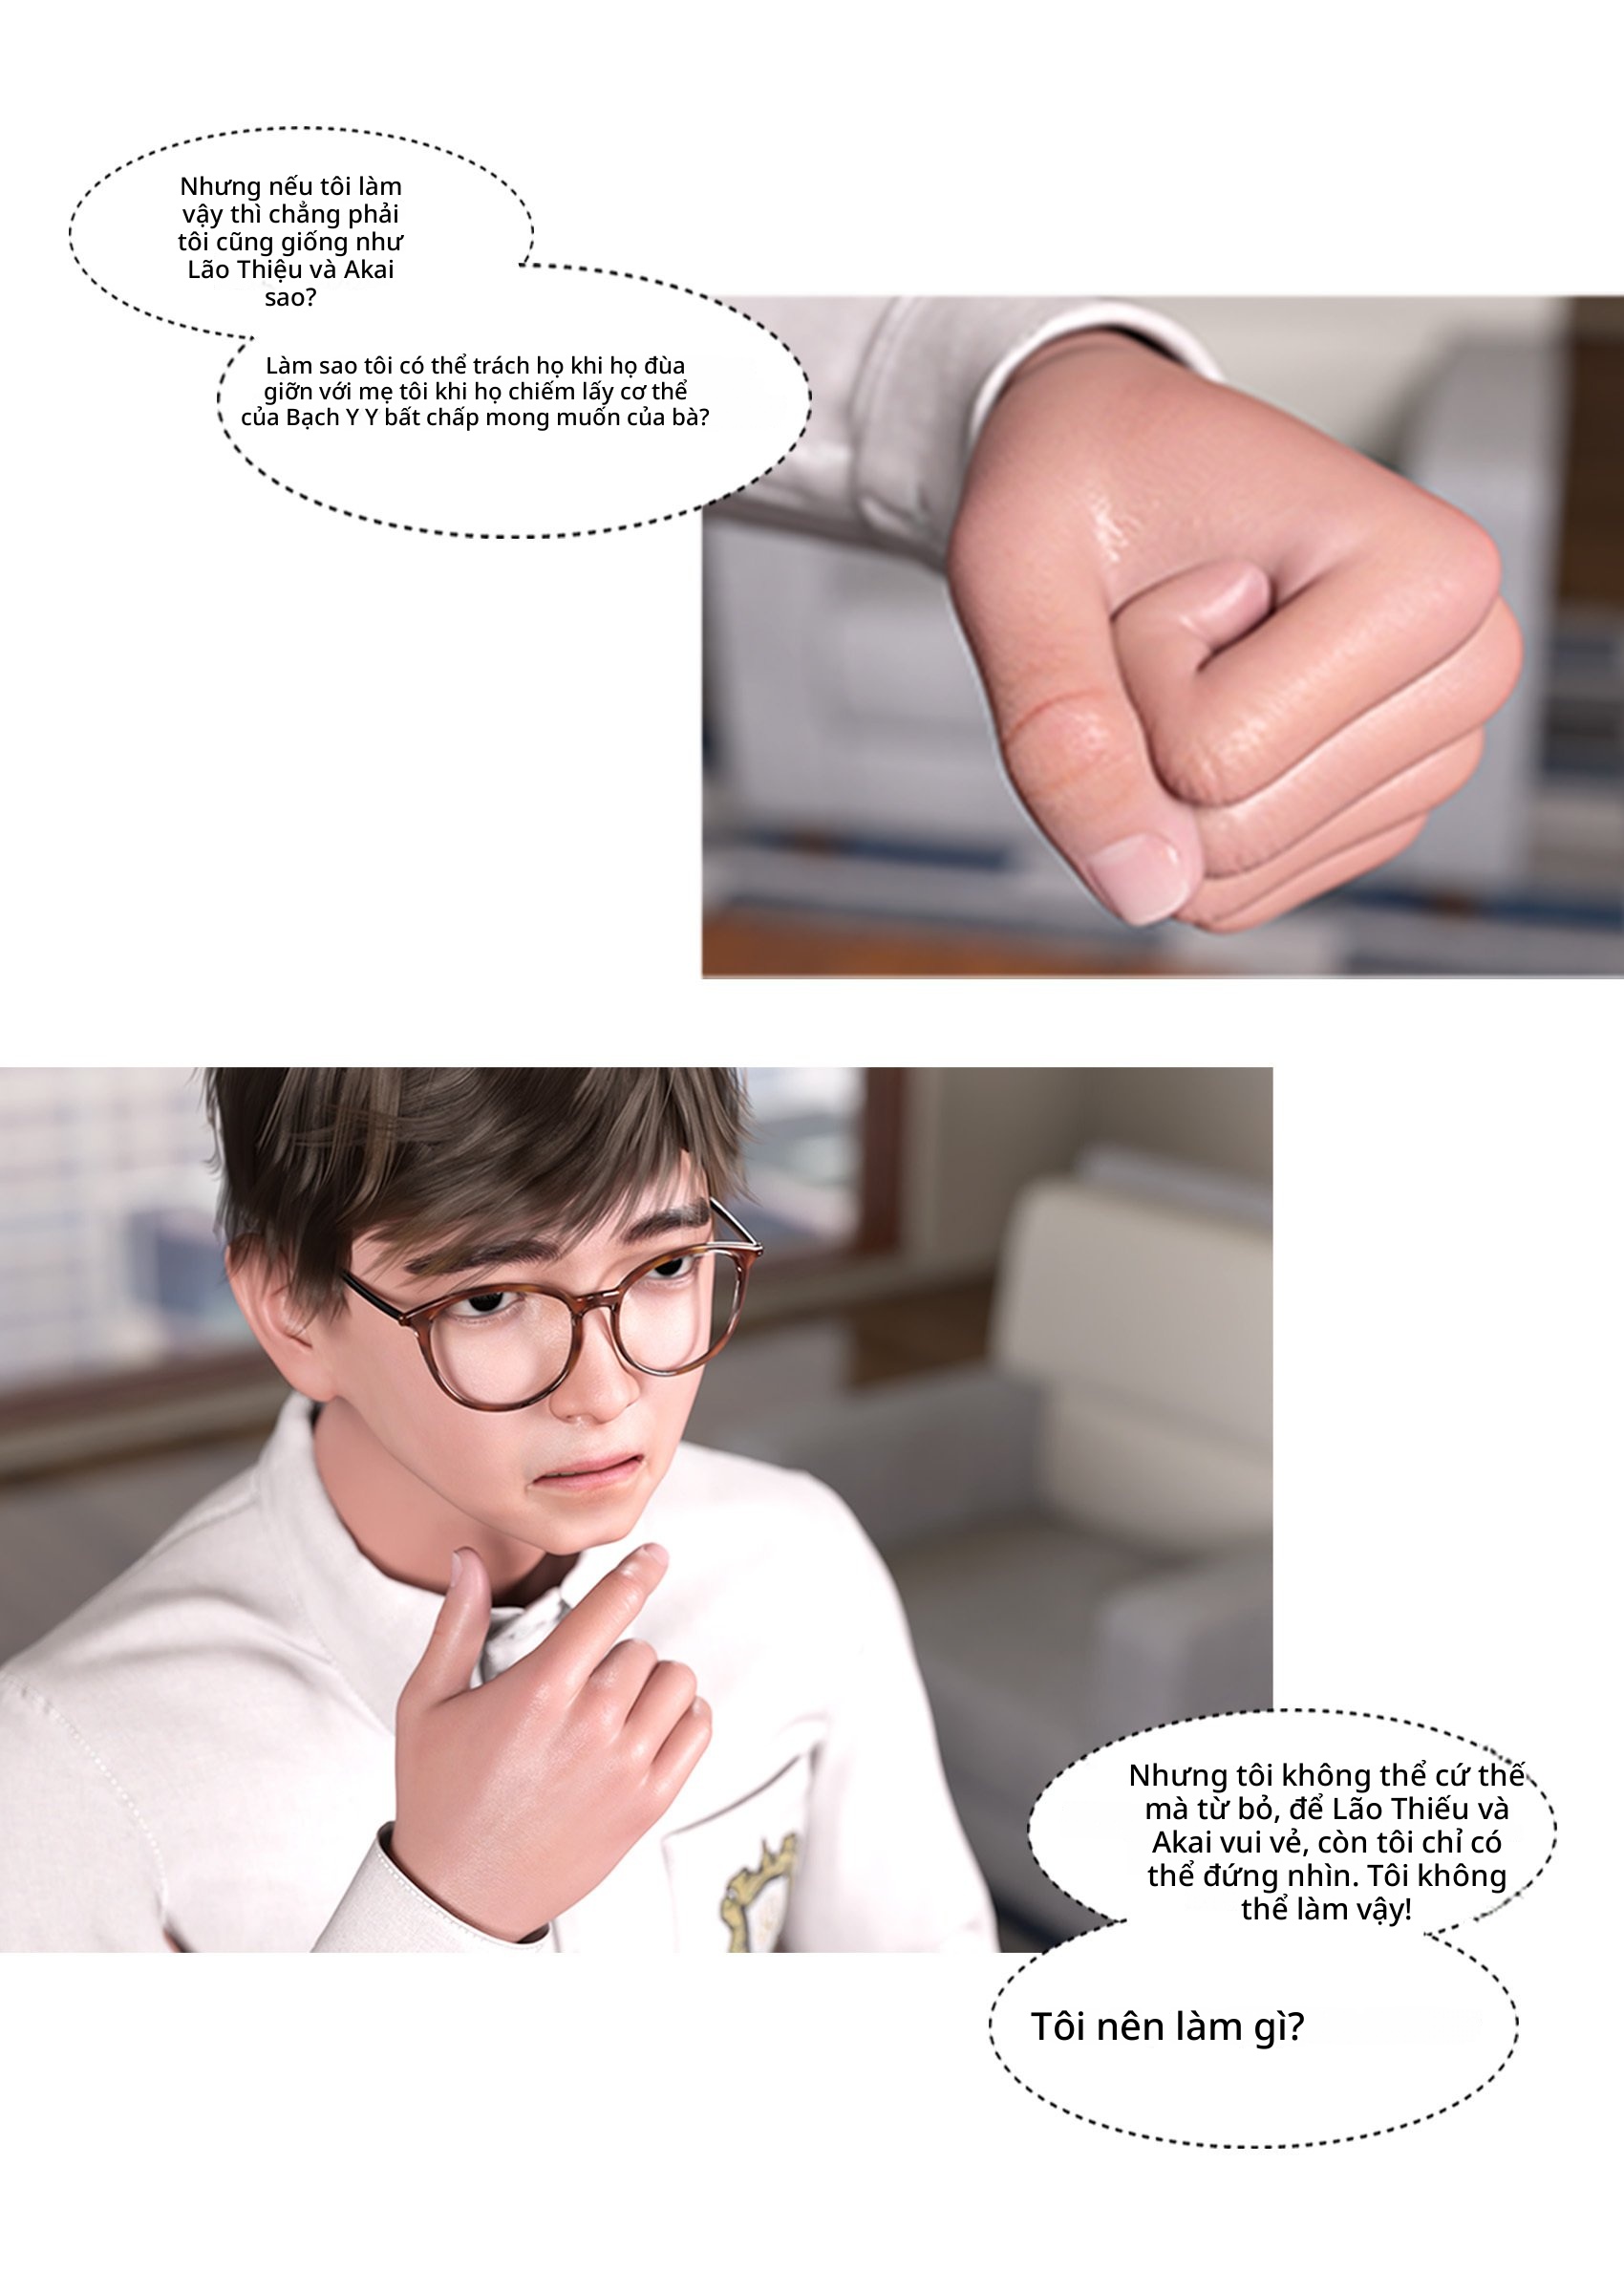 Nhưng nếu tôi làm
vậy thì chẳng phải
tôi cũng giống như
Lão Thiệu và Akai
sao?
Làm sao tôi có thể trách họ khi họ đùa
giỡn với mẹ tôi khi họ chiếm lấy cơ thể
của Bạch Y Y bất chấp mong muốn của bà?
Nhưng tôi không thể cứ thế
mà từ bỏ, để Lão Thiếu và
Akai vui vẻ, còn tôi chỉ có
thể đứng nhìn. Tôi không
thể làm vậy!
Tôi nên làm gì?